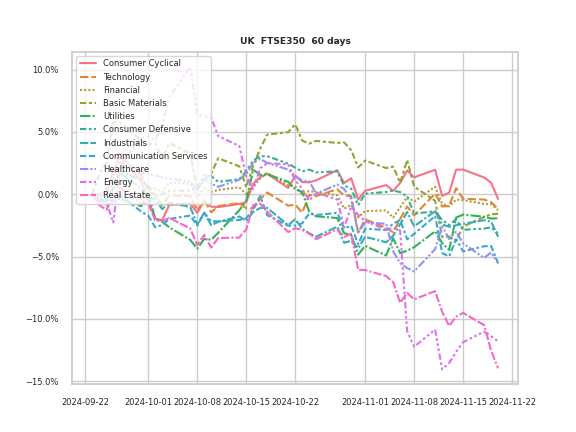 UK  FTSE350  60 days
10.0%
5.0%
0.0%
−5.0%
−10.0%
−15.0%
Consumer Cyclical
Technology
Financial
Basic Materials
Utilities
Consumer Defensive
Industrials
Communication Services
Healthcare
Energy
Real Estate
2024-09-22
2024-10-01
2024-10-08
2024-10-15
2024-10-22
2024-11-01
2024-11-08
2024-11-15
2024-11-22